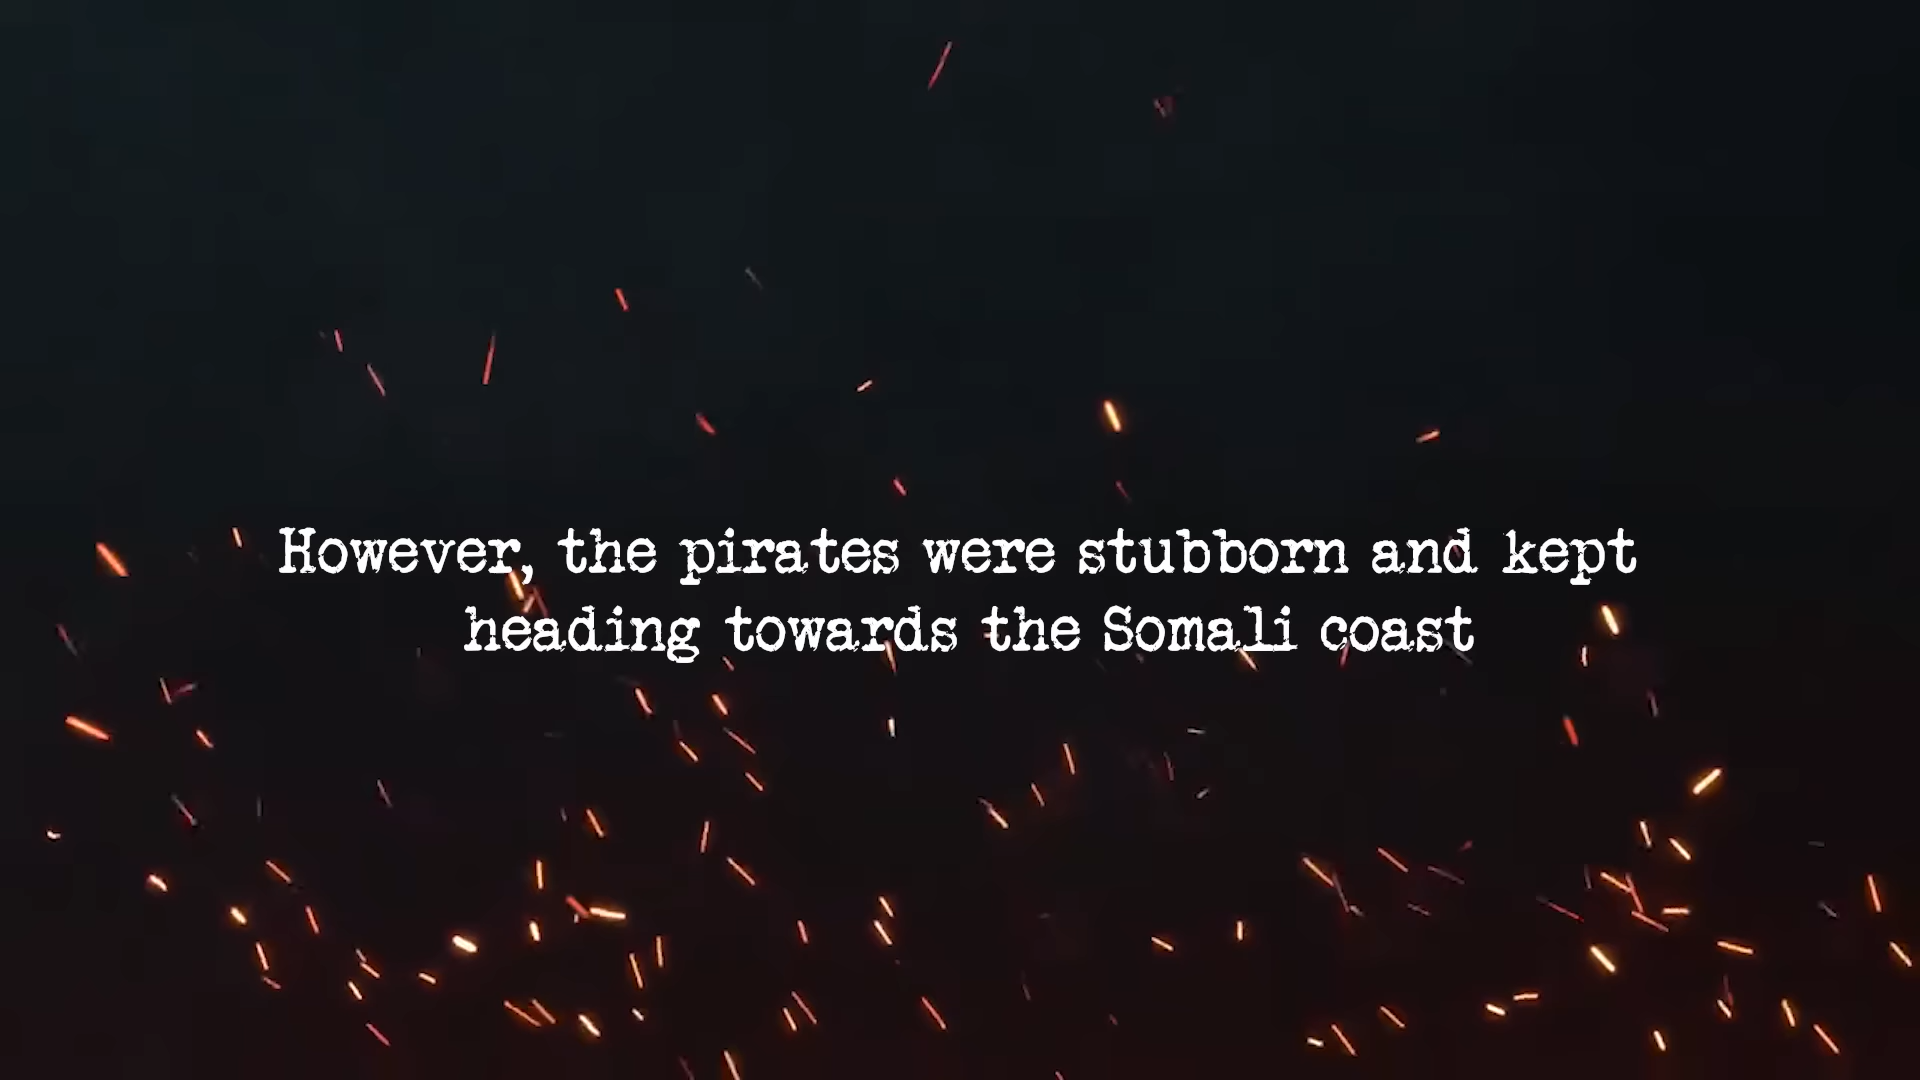 However, the pirates were stubborn and kept
heading towards the Somali coast